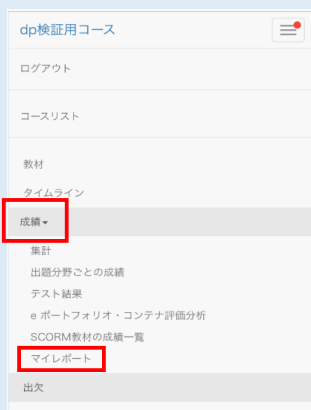 dp検証用コース
ログアウト
コースリスト
教材
タイムライン
成績▾
集計
出題分野ごとの成績
テスト結果
e ポートフォリオ・コンテナ評価分析
SCORM教材の成績一覧
マイレポート
出欠